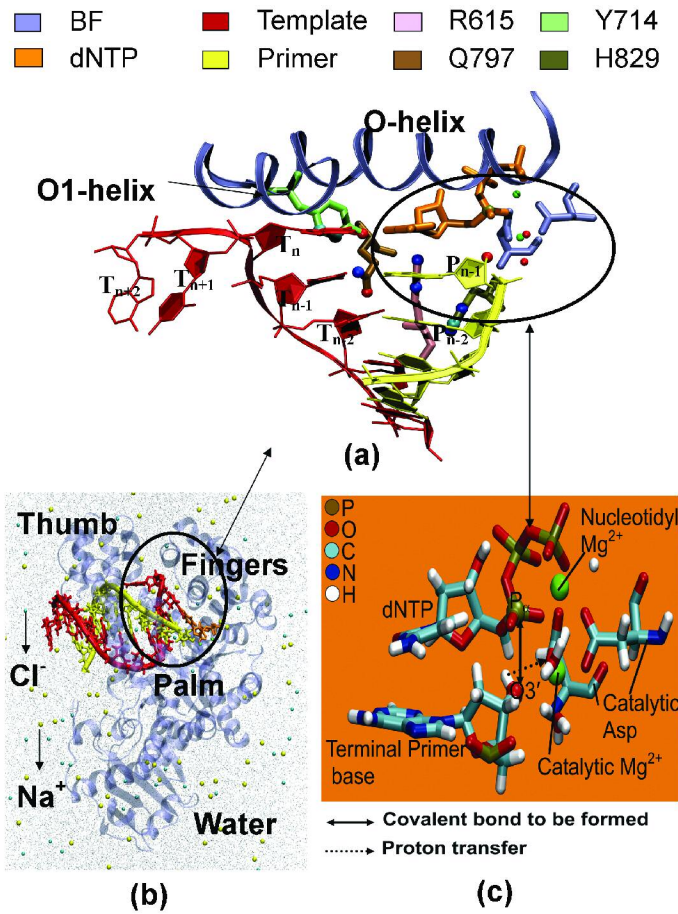 BF Template R615 Y714
dNTP Primer Q797 H829
O-helix
O1-helix
Tn
Tn+2 Tn+1
Pn-1
Tn-1
Tn-2
Pn-2
(a)
Thumb
Fingers
Cl-
Palm
Na+
Water
(b)
P
O
C
N
H
Nucleotidyl
Mg2+
dNTP
P
3′
Catalytic
Asp
Terminal Primer
base
Catalytic Mg2+
Covalent bond to be formed
Proton transfer
(c)